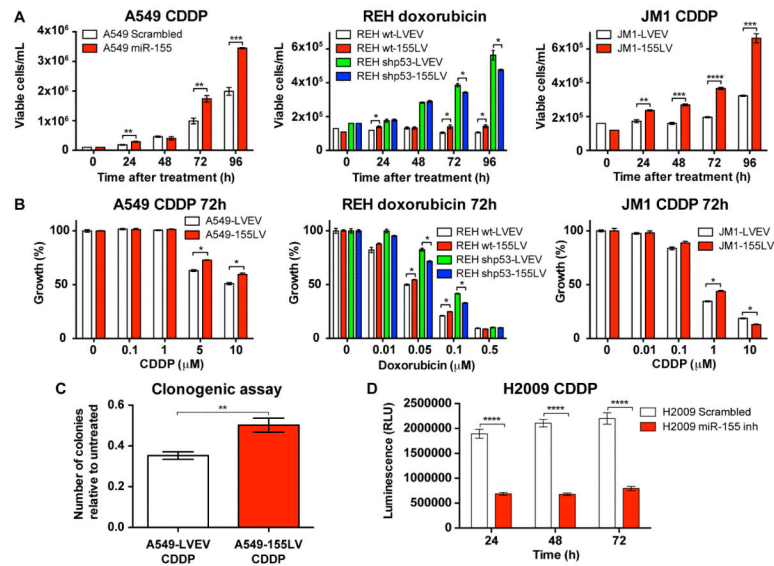 A
A549 CDDP
A549 Scrambled
A549 miR-155
Viable cells/mL
4x10⁶
3x10⁶
2x10⁶
1x10⁶
0
**
**
***
0 24 48 72 96
Time after treatment (h)
REH doxorubicin
REH wt-LVEV
REH wt-155LV
REH shp53-LVEV
REH shp53-155LV
Viable cells/mL
6x10⁵
4x10⁵
2x10⁵
0
*
*
*
*
*
0 24 48 72 96
Time after treatment (h)
JM1 CDDP
JM1-LVEV
JM1-155LV
Viable cells/mL
6x10⁵
4x10⁵
2x10⁵
0
**
***
****
***
0 24 48 72 96
Time after treatment (h)
B
A549 CDDP 72h
A549-LVEV
A549-155LV
Growth (%)
100
50
0
*
*
0 0.1 1 5 10
CDDP (μM)
REH doxorubicin 72h
REH wt-LVEV
REH wt-155LV
REH shp53-LVEV
REH shp53-155LV
Growth (%)
100
50
0
*
*
*
*
0 0.01 0.05 0.1 0.5
Doxorubicin (μM)
JM1 CDDP 72h
JM1-LVEV
JM1-155LV
Growth (%)
100
50
0
*
*
0 0.01 0.1 1 10
CDDP (μM)
C
Clonogenic assay
Number of colonies
relative to untreated
0.6
0.4
0.2
0.0
**
A549-LVEV
CDDP
A549-155LV
CDDP
D
H2009 CDDP
H2009 Scrambled
H2009 miR-155 inh
Luminescence (RLU)
3000000
2500000
2000000
1500000
1000000
500000
0
****
****
****
24 48 72
Time (h)